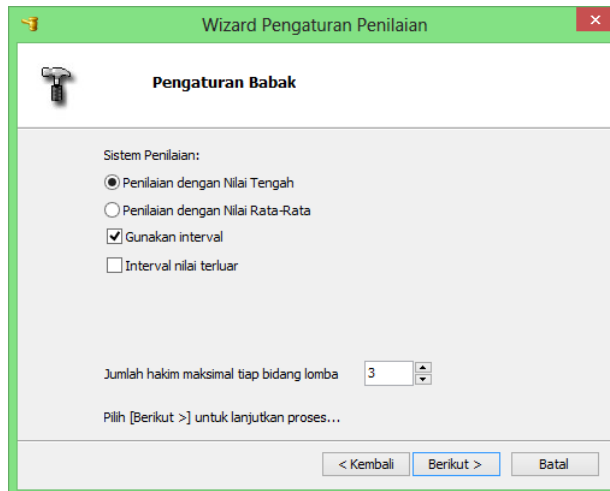 Wizard Pengaturan Penilaian
Pengaturan Babak
Sistem Penilaian:
Penilaian dengan Nilai Tengah
Penilaian dengan Nilai Rata-Rata
Gunakan interval
Interval nilai terluar
Jumlah hakim maksimal tiap bidang lomba 3
Pilih [Berikut >] untuk lanjutkan proses...
< Kembali Berikut > Batal